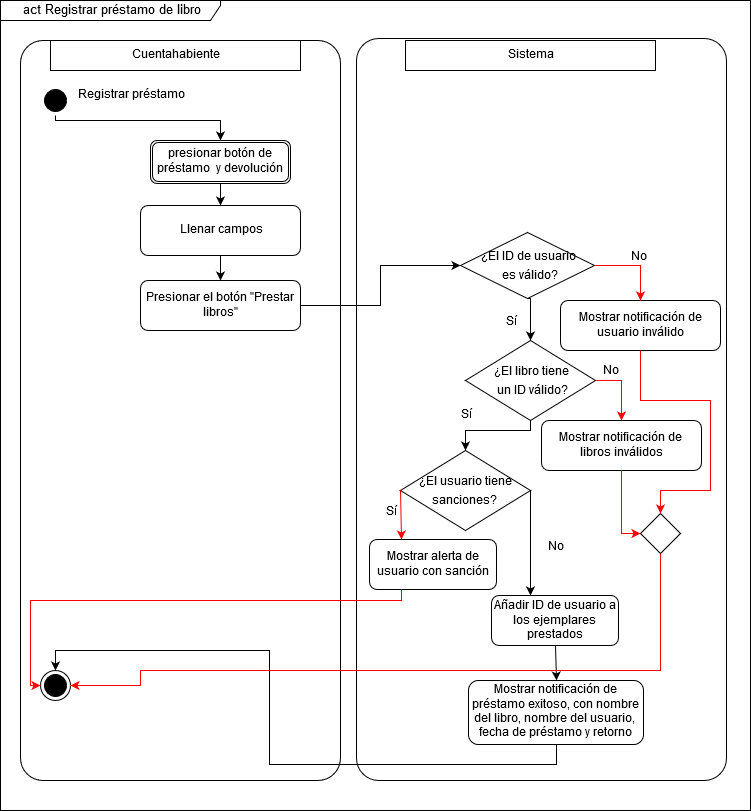 act Registrar préstamo de libro
Cuentahabiente
Sistema
Registrar préstamo
presionar botón de
préstamo y devolución
Llenar campos
Presionar el botón "Prestar
libros"
¿El ID de usuario
es válido?
No
Mostrar notificación de
usuario inválido
Sí
¿El libro tiene
un ID válido?
No
Mostrar notificación de
libros inválidos
Sí
¿El usuario tiene
sanciones?
Sí
Mostrar alerta de
usuario con sanción
No
Añadir ID de usuario a
los ejemplares
prestados
Mostrar notificación de
préstamo exitoso, con nombre
del libro, nombre del usuario,
fecha de préstamo y retorno